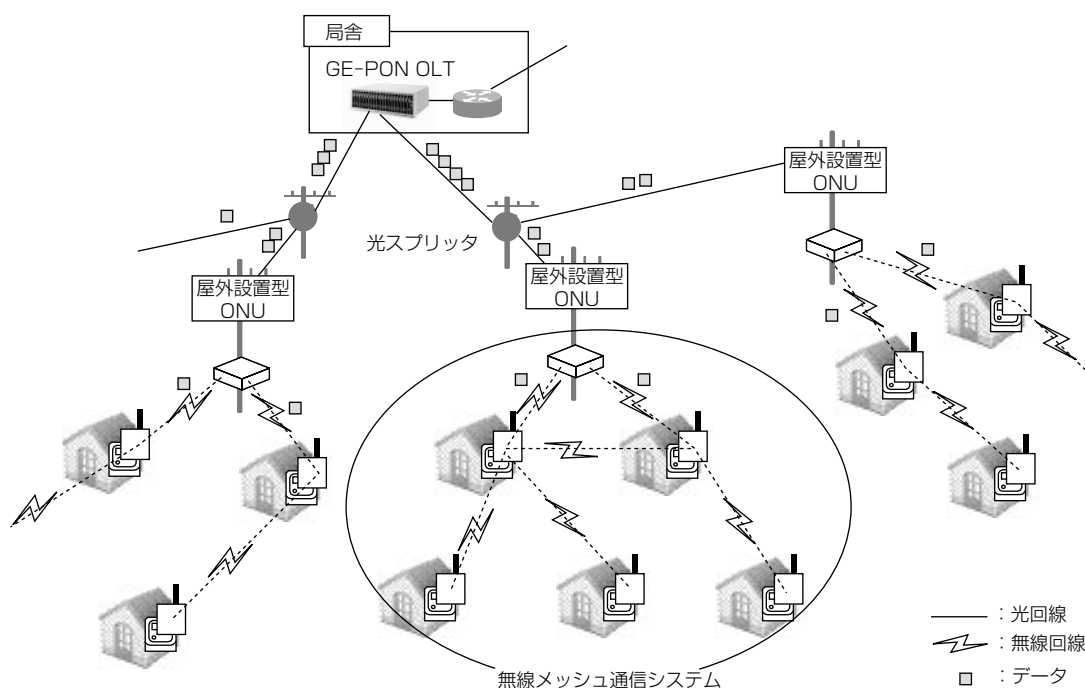 局舎
GE-PON OLT
屋外設置型
ONU
光スプリッタ
屋外設置型
ONU
屋外設置型
ONU
無線メッシュ通信システム
：光回線
：無線回線
：データ